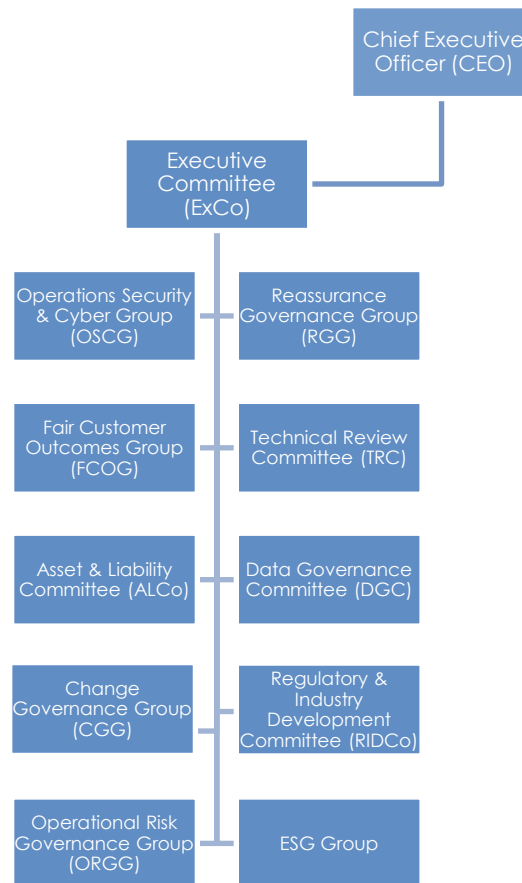 Chief Executive
Officer (CEO)
Executive
Committee
(ExCo)
Operations Security
& Cyber Group
(OSCG)
Reassurance
Governance Group
(RGG)
Fair Customer
Outcomes Group
(FCOG)
Technical Review
Committee (TRC)
Asset & Liability
Committee (ALCo)
Data Governance
Committee (DGC)
Change
Governance Group
(CGG)
Regulatory &
Industry
Development
Committee (RIDCo)
Operational Risk
Governance Group
(ORGG)
ESG Group